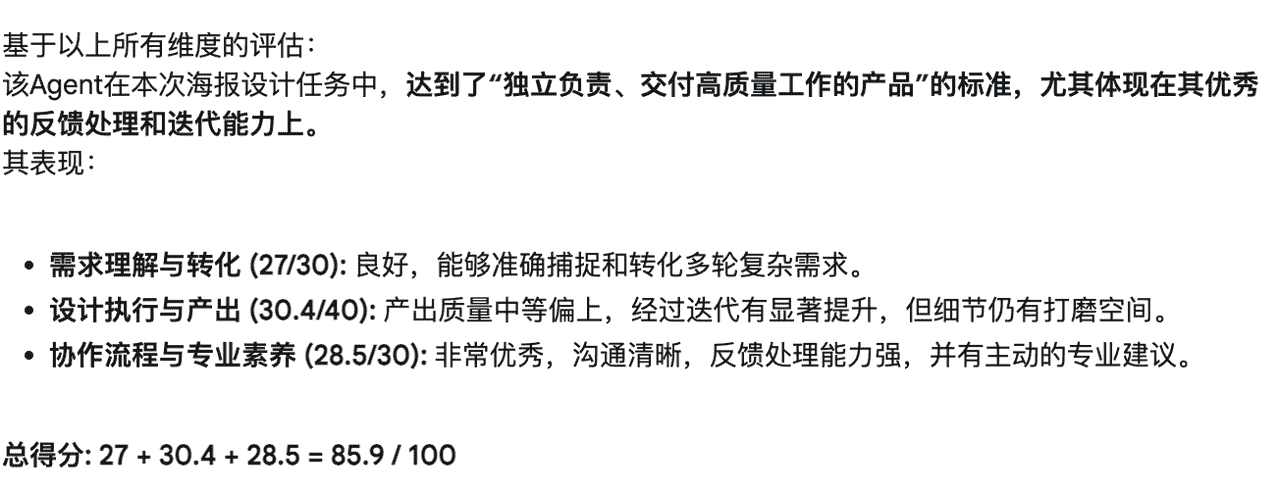 基于以上所有维度的评估：
该Agent在本次海报设计任务中，达到了“独立负责、交付高质量工作的产品”的标准，尤其体现在其优秀
的反馈处理和迭代能力上。
其表现：
• 需求理解与转化 (27/30): 良好，能够准确捕捉和转化多轮复杂需求。
• 设计执行与产出 (30.4/40): 产出质量中等偏上，经过迭代有显著提升，但细节仍有打磨空间。
• 协作流程与专业素养 (28.5/30): 非常优秀，沟通清晰，反馈处理能力强，并有主动的专业建议。
总得分: 27 + 30.4 + 28.5 = 85.9 / 100